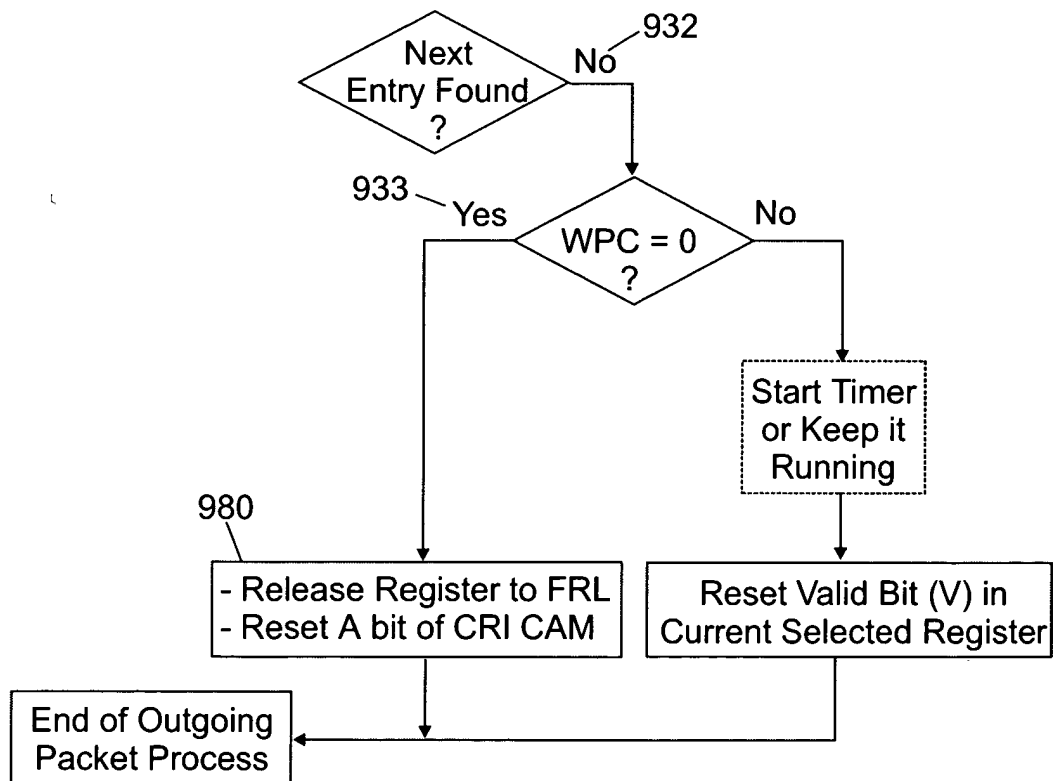 932
Next
Entry Found
?
No
933
Yes
WPC = 0
?
No
Start Timer
or Keep it
Running
980
- Release Register to FRL
- Reset A bit of CRI CAM
Reset Valid Bit (V) in
Current Selected Register
End of Outgoing
Packet Process